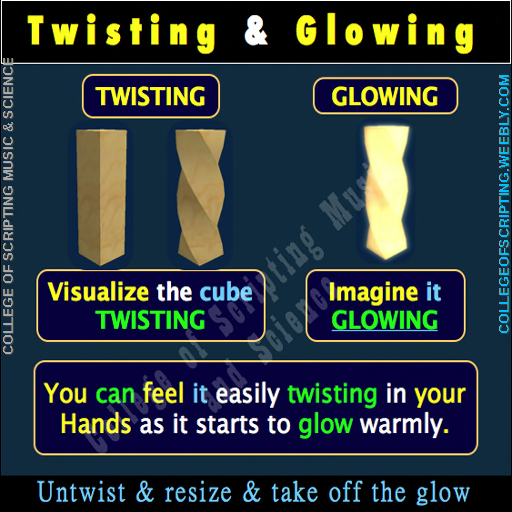 Twisting & Glowing
COLLEGE OF SCRIPTING MUSIC & SCIENCE
TWISTING
GLOWING
COLLEGEOFSCRIPTING.WEEBLY.COM
College of Scripting Music
and Science
Visualize the cube
TWISTING
Imagine it
GLOWING
You can feel it easily twisting in your
Hands as it starts to glow warmly.
Untwist & resize & take off the glow